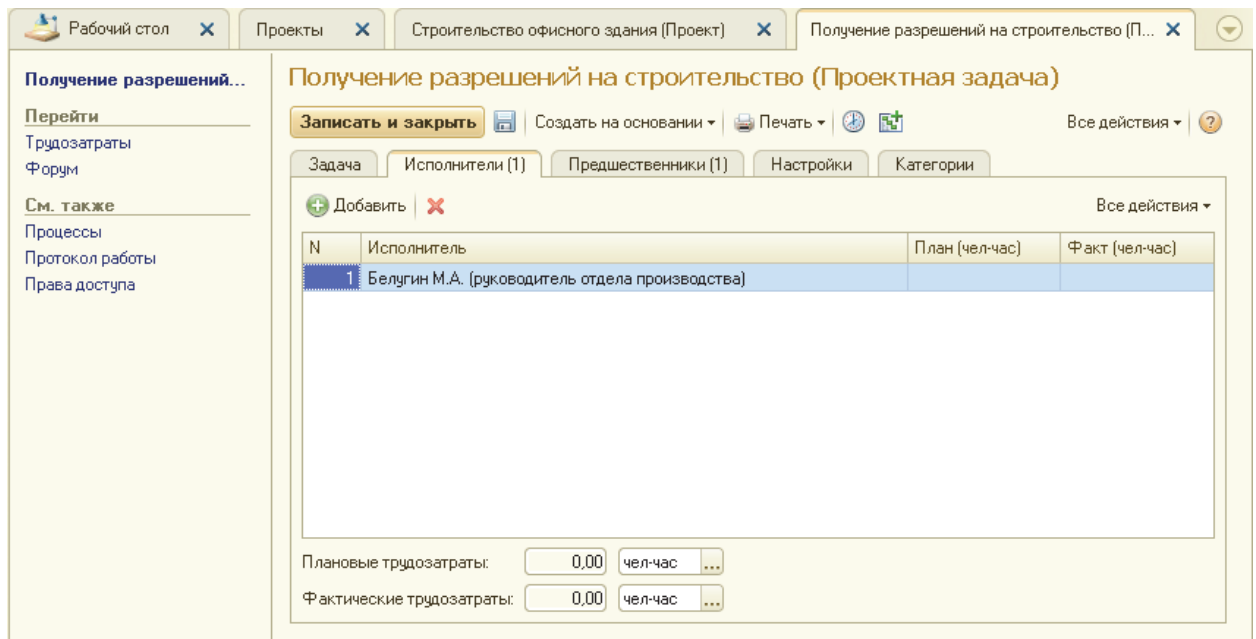 Рабочий стол
Проекты
Строительство офисного здания (Проект)
Получение разрешений на строительство (П...
Получение разрешений...
Перейти
Трудозатраты
Форум
См. также
Процессы
Протокол работы
Права доступа
Получение разрешений на строительство (Проектная задача)
Записать и закрыть
Создать на основании
Печать
Все действия
?
Задача
Исполнители (1)
Предшественники (1)
Настройки
Категории
Добавить
Все действия
N Исполнитель План (чел-час) Факт (чел-час)
1 Белугин М.А. (руководитель отдела производства)
Плановые трудозатраты: 0,00 чел-час ...
Фактические трудозатраты: 0,00 чел-час ...